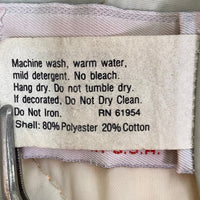 Machine wash, warm water,
mild detergent. No bleach.
Hang dry. Do not tumble dry.
If decorated, Do Not Dry Clean.
Do Not Iron. RN 61954
Shell: 80% Polyester 20% Cotton
U.S.A.